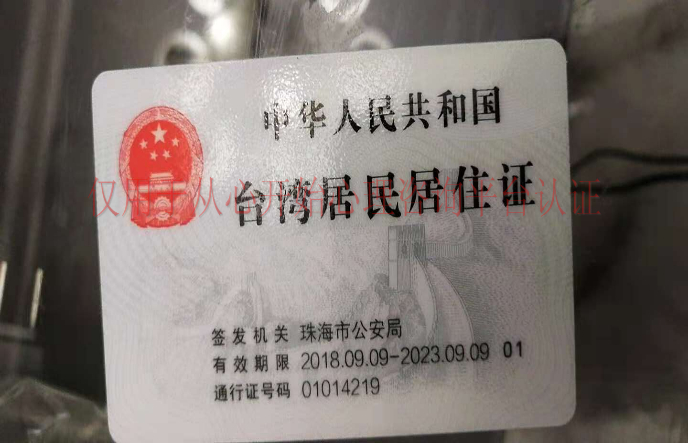 中华人民共和国
台湾居民居住证
签发机关 珠海市公安局
有效期限 2018.09.09-2023.09.09 01
通行证号码 01014219